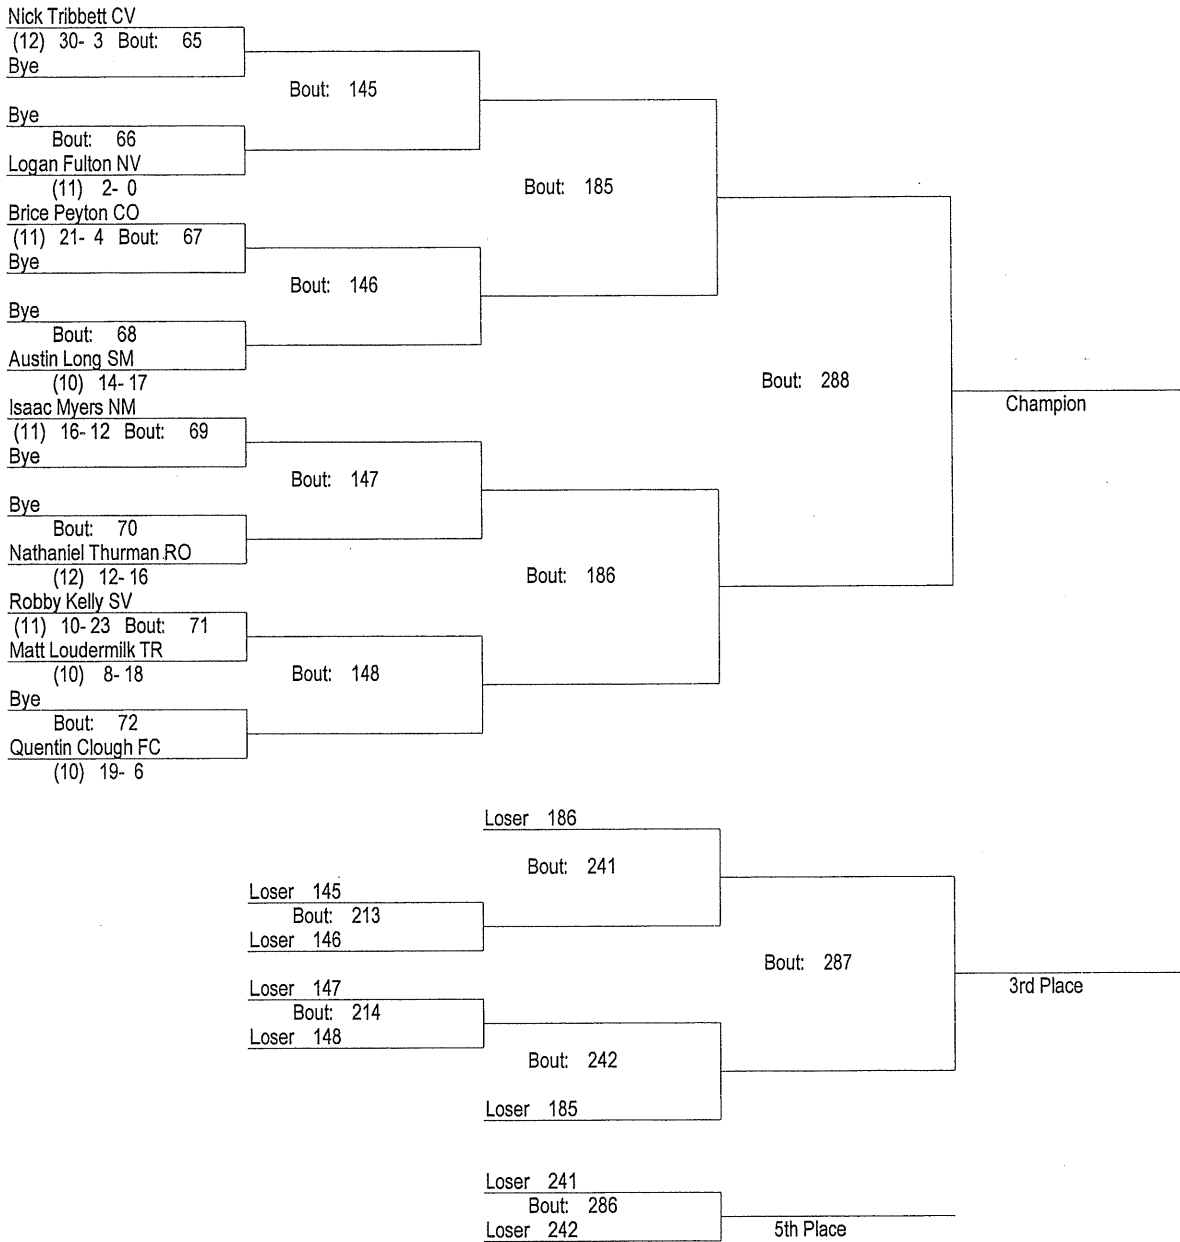 Nick Tribbett CV
(12) 30- 3 Bout: 65
Bye
Bout: 145
Bye
Bout: 66
Logan Fulton NV
(11) 2- 0
Bout: 185
Brice Peyton CO
(11) 21- 4 Bout: 67
Bye
Bout: 146
Bye
Bout: 68
Austin Long SM
(10) 14- 17
Bout: 288
Champion
Isaac Myers NM
(11) 16- 12 Bout: 69
Bye
Bout: 147
Bye
Bout: 70
Nathaniel Thurman RO
(12) 12- 16
Bout: 186
Robby Kelly SV
(11) 10- 23 Bout: 71
Matt Loudermilk TR
(10) 8- 18
Bout: 148
Bye
Bout: 72
Quentin Clough FC
(10) 19- 6
Loser 186
Bout: 241
Loser 145
Bout: 213
Loser 146
Bout: 287
3rd Place
Loser 147
Bout: 214
Loser 148
Bout: 242
Loser 185
Loser 241
Bout: 286
Loser 242
5th Place